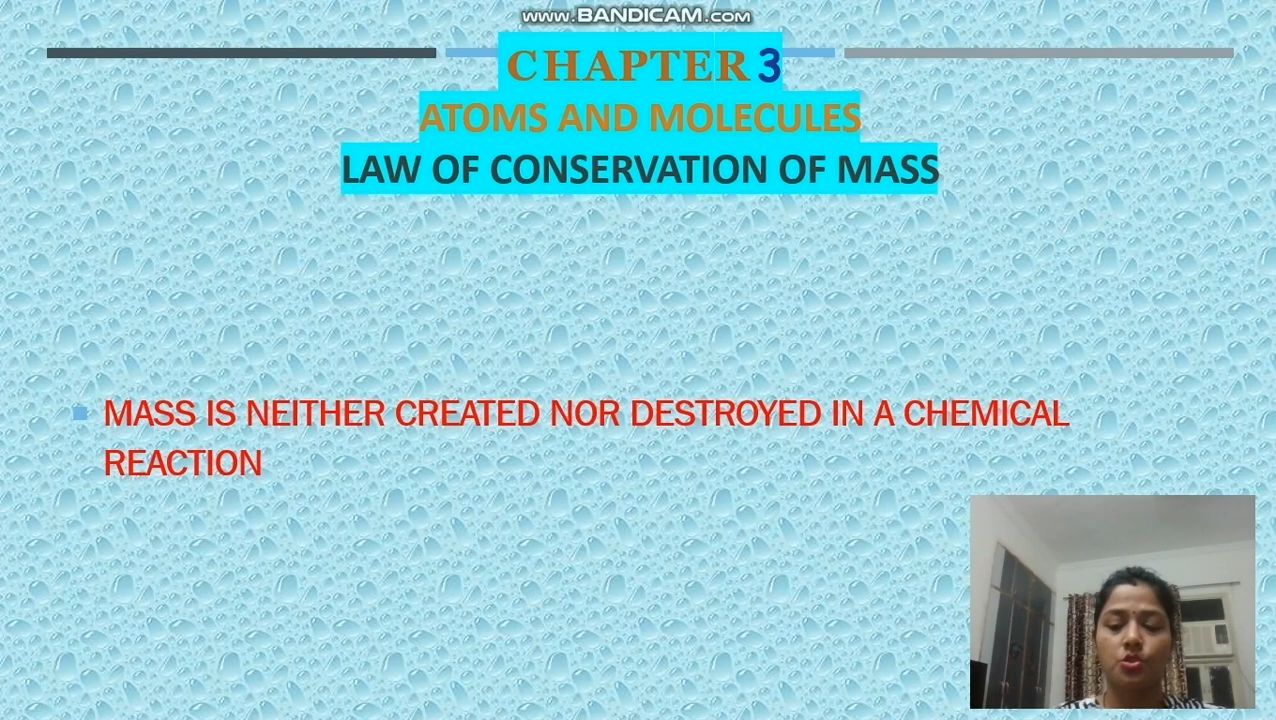 www.BANDICAM.com
CHAPTER 3
ATOMS AND MOLECULES
LAW OF CONSERVATION OF MASS
MASS IS NEITHER CREATED NOR DESTROYED IN A CHEMICAL
REACTION